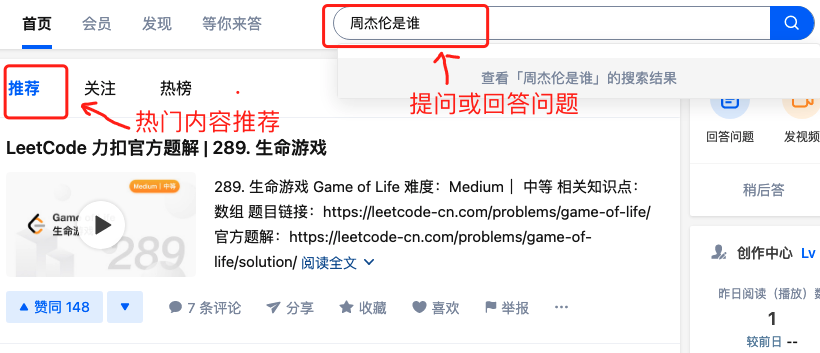 首页 会员 发现 等你来答
周杰伦是谁
查看「周杰伦是谁」的搜索结果
推荐 关注 热榜
提问或回答问题
热门内容推荐
回答问题 发视频
稍后答
LeetCode 力扣官方题解 | 289. 生命游戏
Medium | 中等
Game of Life
生命游戏
289
289. 生命游戏 Game of Life 难度：Medium｜ 中等 相关知识点：
数组 题目链接：https://leetcode-cn.com/problems/game-of-life/
官方题解：https://leetcode-cn.com/problems/game-of-
life/solution/ 阅读全文
赞同 148 7 条评论 分享 收藏 喜欢 举报
创作中心 Lv
昨日阅读（播放）
1
较前日 --